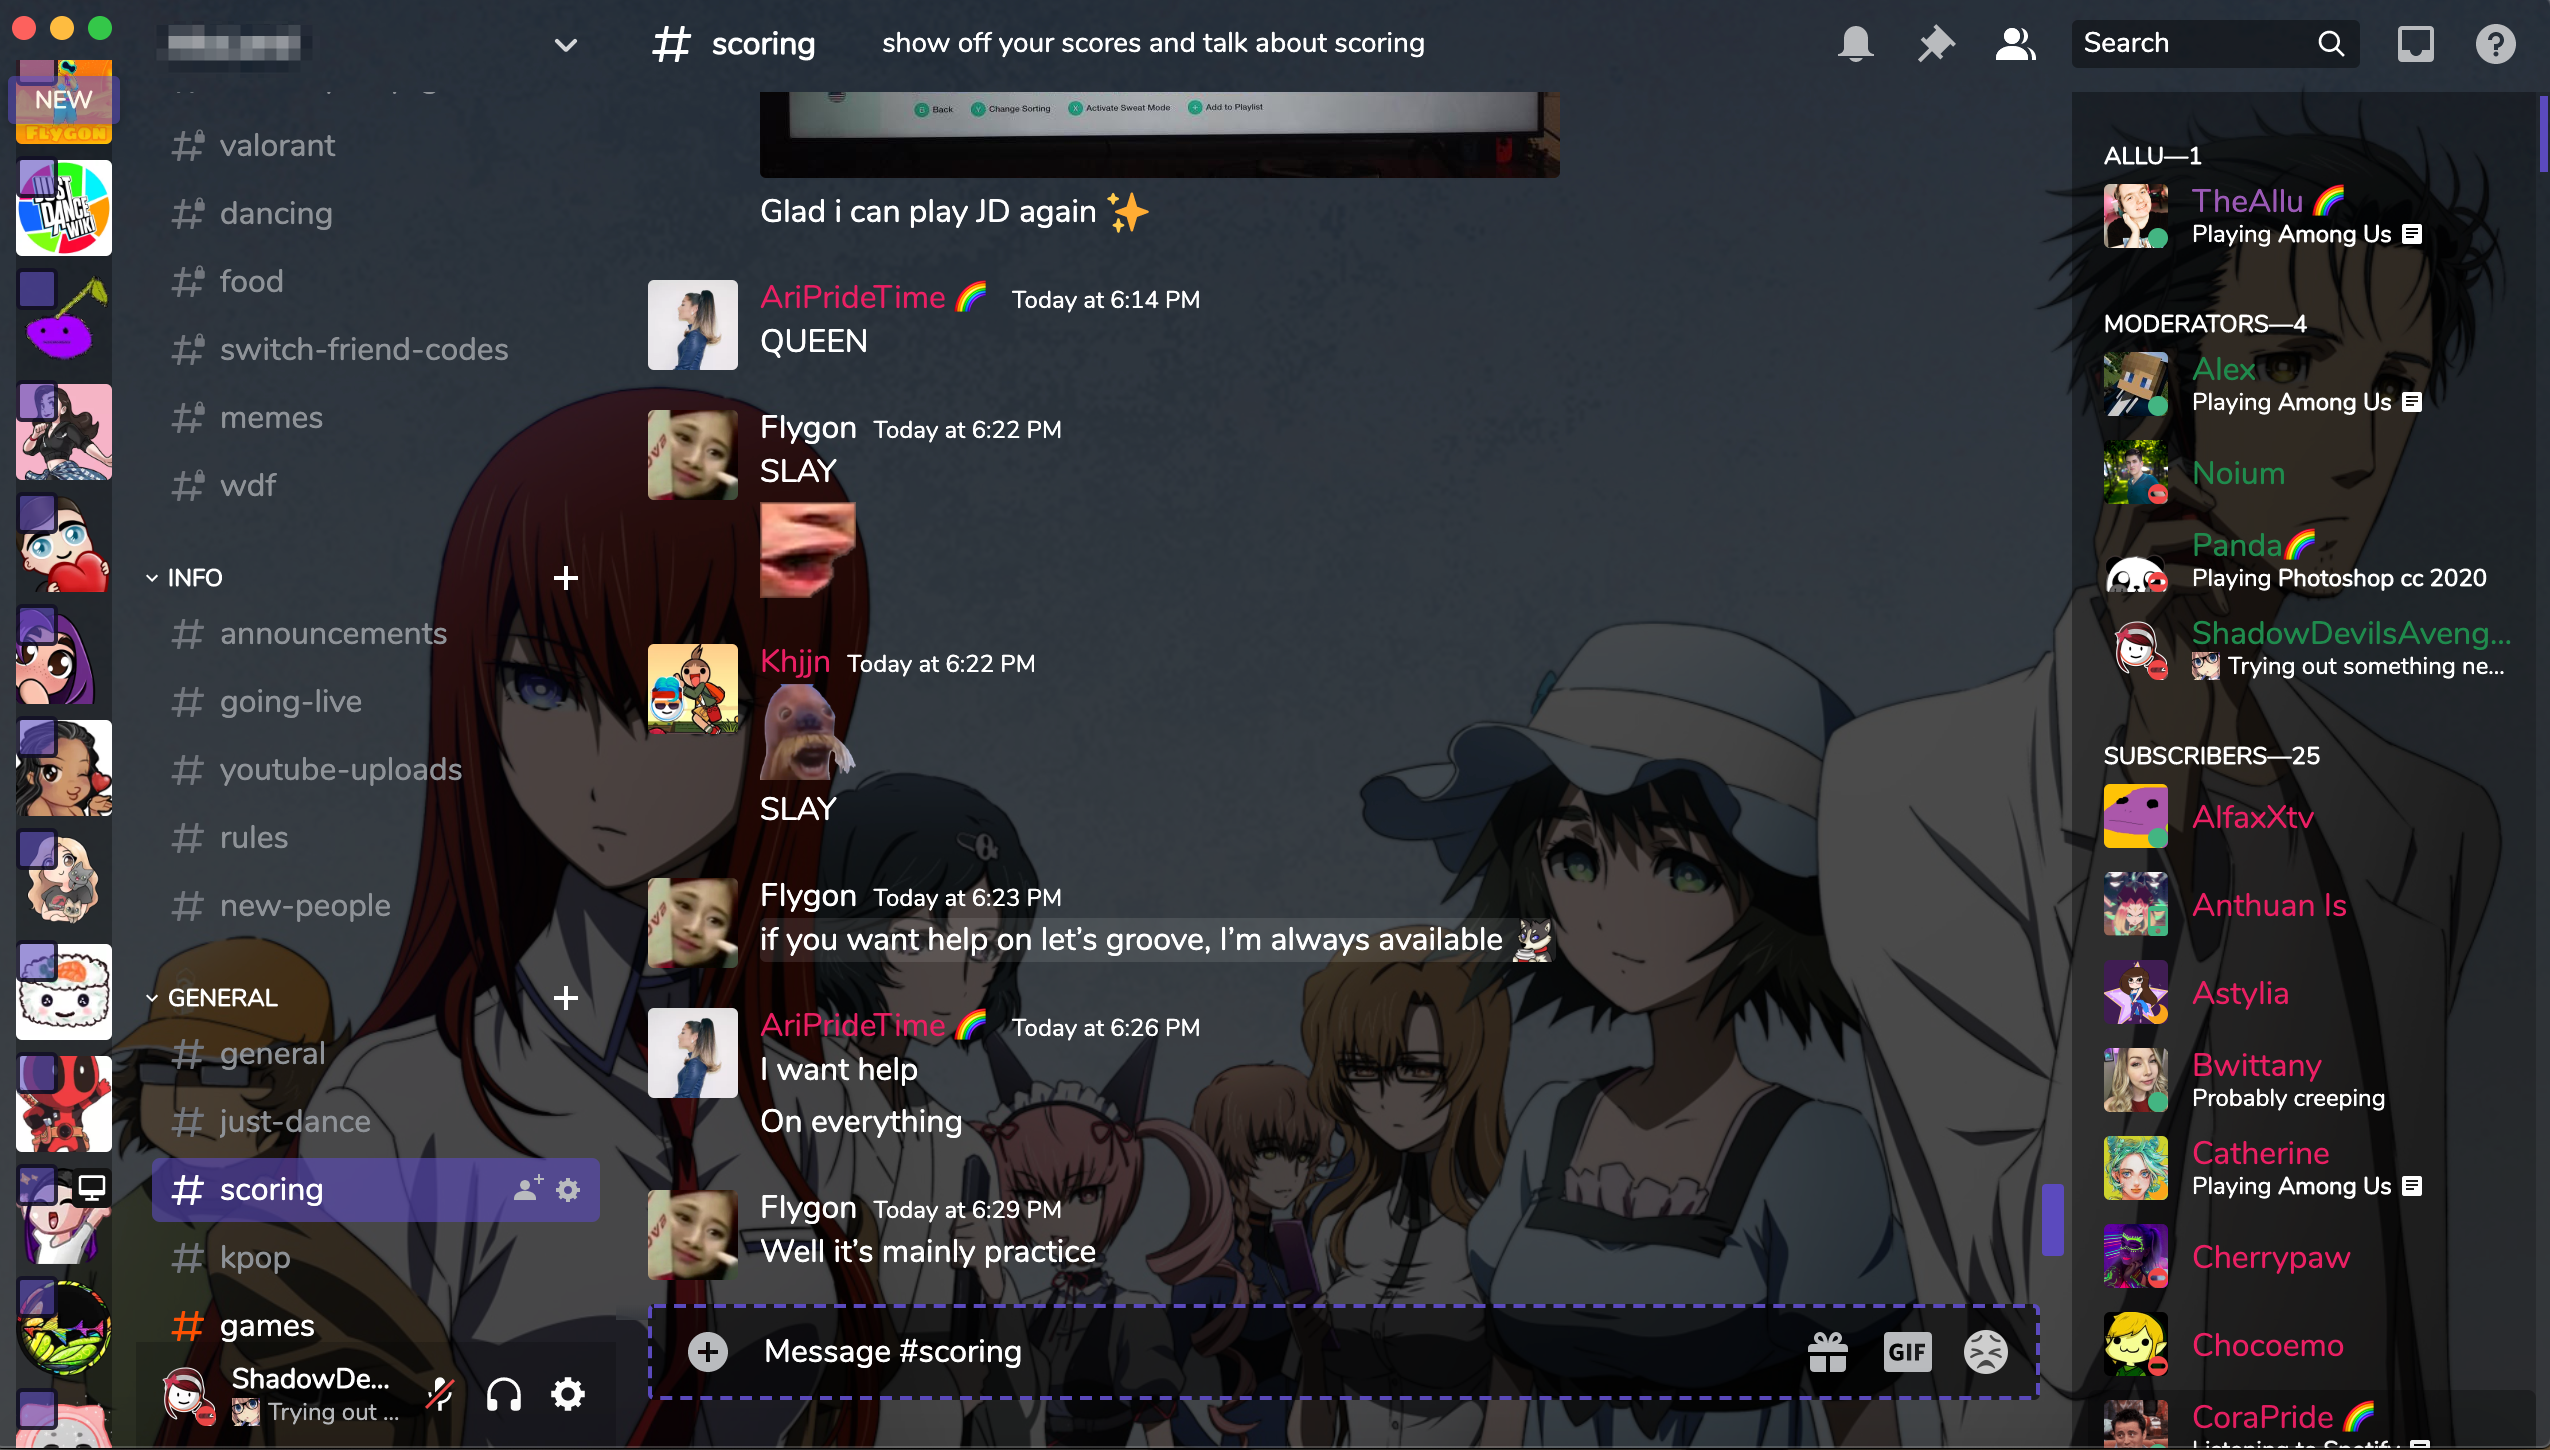 NEW
FLYGON
JUST
DANCE
WIKI
valorant
dancing
food
switch-friend-codes
memes
wdf
INFO
announcements
going-live
youtube-uploads
rules
new-people
GENERAL
general
just-dance
scoring
kpop
games
ShadowDe...
Trying out ...
scoring
show off your scores and talk about scoring
Search
B Back
Y Change Sorting
X Activate Sweat Mode
+ Add to Playlist
Glad i can play JD again ✨
AriPrideTime 🌈 Today at 6:14 PM
QUEEN
Flygon Today at 6:22 PM
SLAY
Khjjn Today at 6:22 PM
SLAY
Flygon Today at 6:23 PM
if you want help on let’s groove, I’m always available
AriPrideTime 🌈 Today at 6:26 PM
I want help
On everything
Flygon Today at 6:29 PM
Well it’s mainly practice
Message #scoring
GIF
ALLU—1
TheAllu 🌈
Playing Among Us
MODERATORS—4
Alex
Playing Among Us
Noium
Panda🌈
Playing Photoshop cc 2020
ShadowDevilsAveng...
Trying out something ne...
SUBSCRIBERS—25
AlfaxXtv
Anthuan Is
Astylia
Bwittany
Probably creeping
Catherine
Playing Among Us
Cherrypaw
Chocoemo
CoraPride 🌈
Listening to Spotify